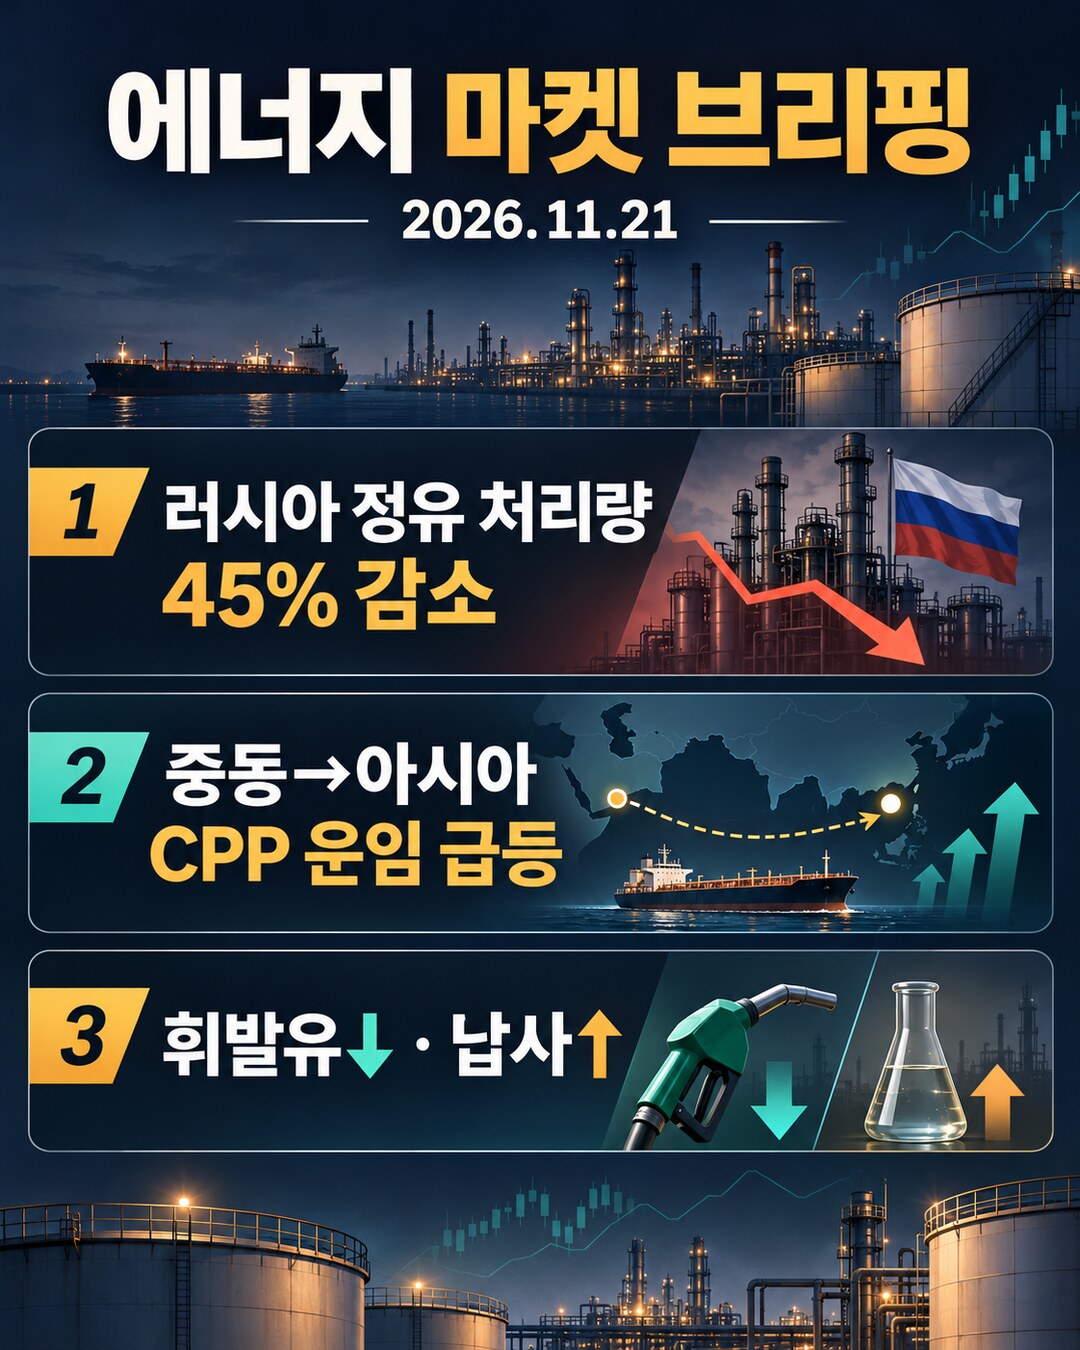 에너지 마켓 브리핑
2026.11.21
1
러시아 정유 처리량
45% 감소
2
중동→아시아
CPP 운임 급등
3
휘발유↓·납사↑